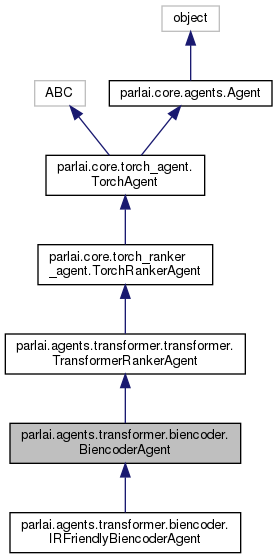 object
ABC
parlai.core.agents.Agent
parlai.core.torch_agent.
TorchAgent
parlai.core.torch_ranker
_agent.TorchRankerAgent
parlai.agents.transformer.transformer.
TransformerRankerAgent
parlai.agents.transformer.biencoder.
BiencoderAgent
parlai.agents.transformer.biencoder.
IRFriendlyBiencoderAgent